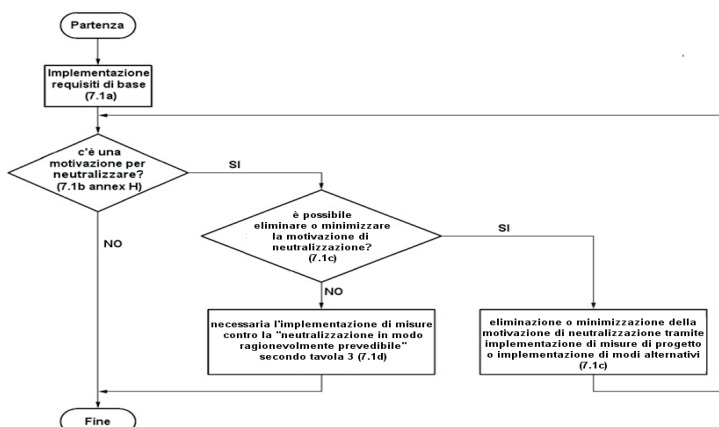 Partenza
Implementazione
requisiti di base
(7.1a)
c'è una
motivazione per
neutralizzare?
(7.1b annex H)
SI
è possibile
eliminare o minimizzare
la motivazione di
neutralizzazione?
(7.1c)
SI
NO
NO
necessaria l'implementazione di misure
contro la "neutralizzazione in modo
ragionevolmente prevedibile"
secondo tavola 3 (7.1d)
eliminazione o minimizzazione della
motivazione di neutralizzazione tramite
implementazione di misure di progetto
o implementazione di modi alternativi
(7.1c)
Fine